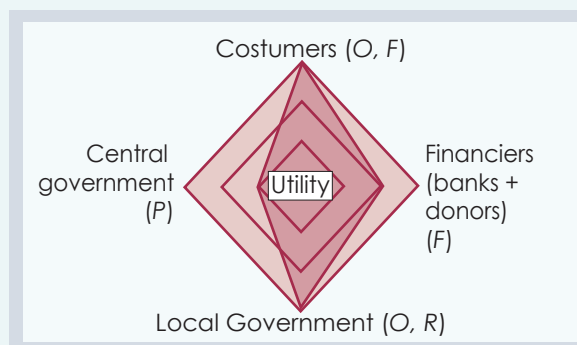 Costumers (O, F)
Central
government
(P)
Utility
Financiers
(banks +
donors)
(F)
Local Government (O, R)